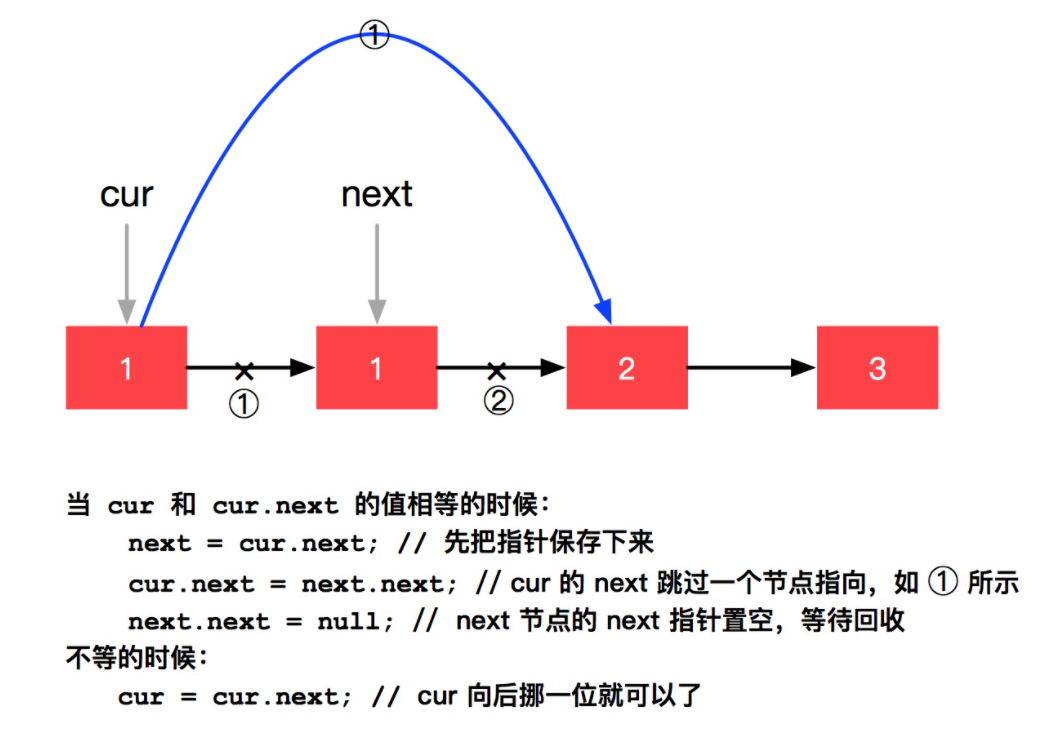 ①
cur next
1 1 2 3
① ②
当 cur 和 cur.next 的值相等的时候：
next = cur.next; // 先把指针保存下来
cur.next = next.next; // cur 的 next 跳过一个节点指向，如 ① 所示
next.next = null; // next 节点的 next 指针置空，等待回收
不等的时候：
cur = cur.next; // cur 向后挪一位就可以了